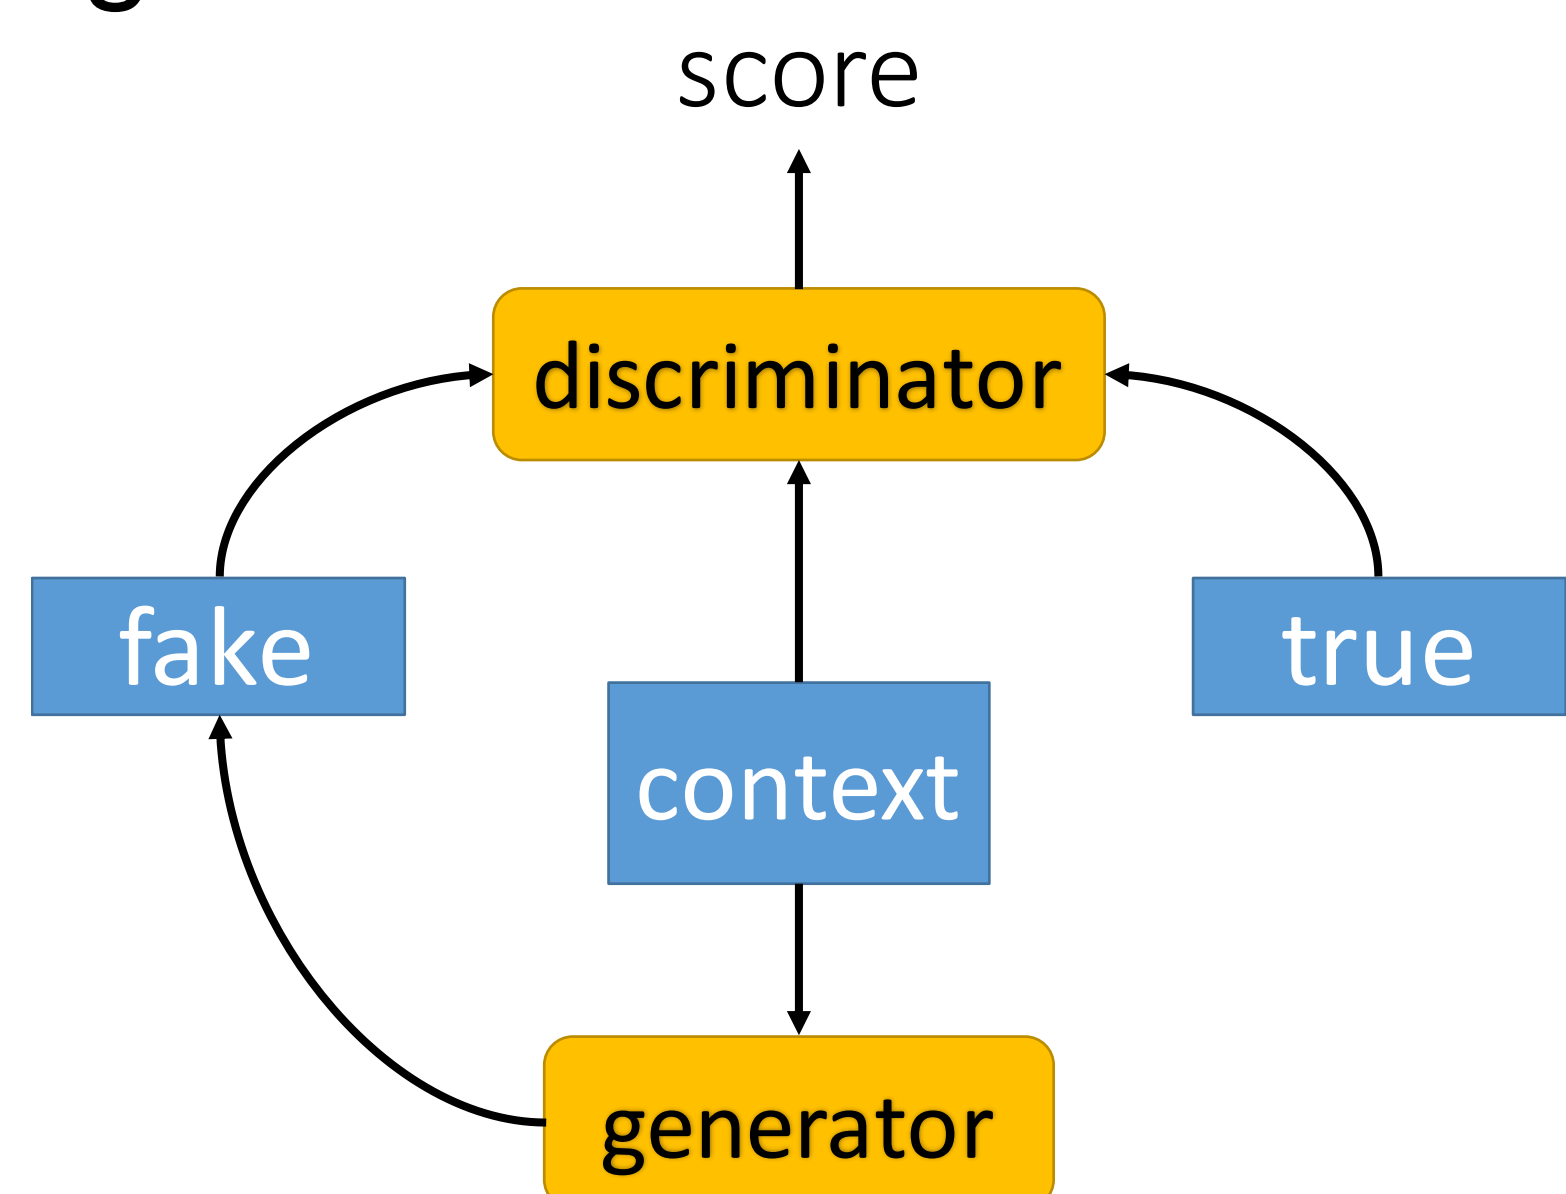 score
discriminator
fake
true
context
generator